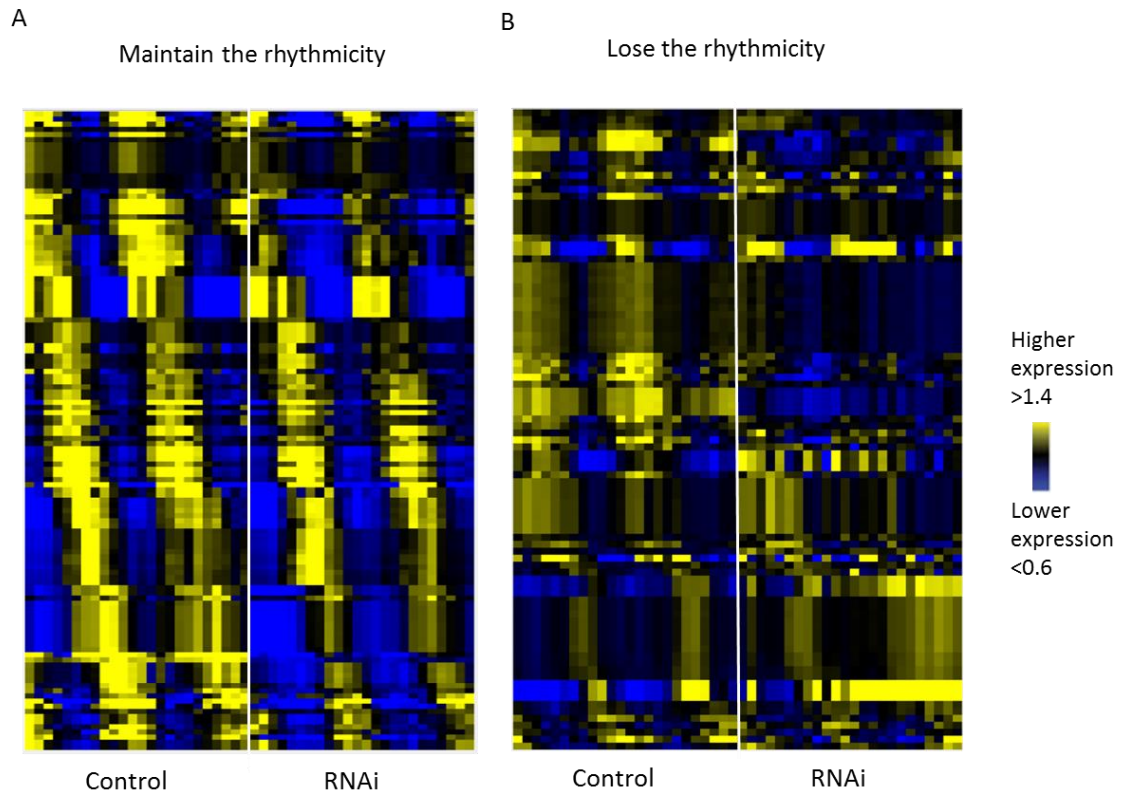 A
Maintain the rhythmicity
B
Lose the rhythmicity
Higher
expression
>1.4
Lower
expression
<0.6
Control
RNAi
Control
RNAi